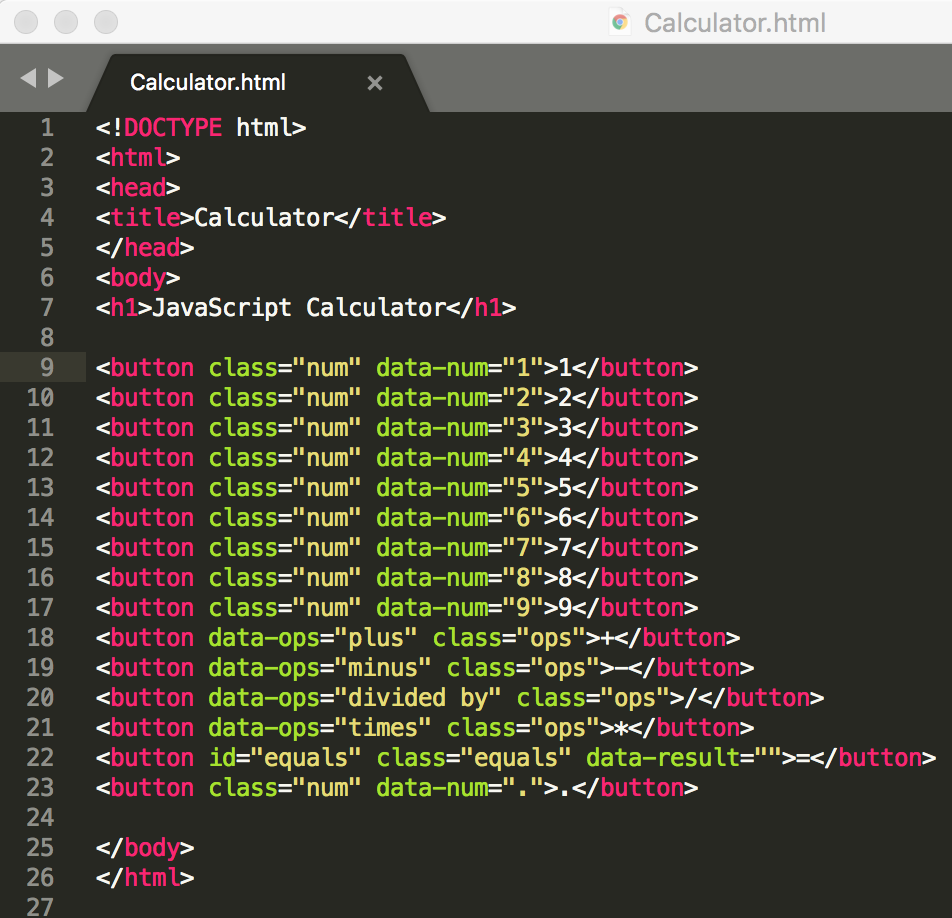 Calculator.html
Calculator.html ×
1 <!DOCTYPE html>
2 <html>
3 <head>
4 <title>Calculator</title>
5 </head>
6 <body>
7 <h1>JavaScript Calculator</h1>
8
9 <button class="num" data-num="1">1</button>
10 <button class="num" data-num="2">2</button>
11 <button class="num" data-num="3">3</button>
12 <button class="num" data-num="4">4</button>
13 <button class="num" data-num="5">5</button>
14 <button class="num" data-num="6">6</button>
15 <button class="num" data-num="7">7</button>
16 <button class="num" data-num="8">8</button>
17 <button class="num" data-num="9">9</button>
18 <button data-ops="plus" class="ops">+</button>
19 <button data-ops="minus" class="ops">-</button>
20 <button data-ops="divided by" class="ops">/</button>
21 <button data-ops="times" class="ops">*</button>
22 <button id="equals" class="equals" data-result="">=</button>
23 <button class="num" data-num=".">.</button>
24
25 </body>
26 </html>
27